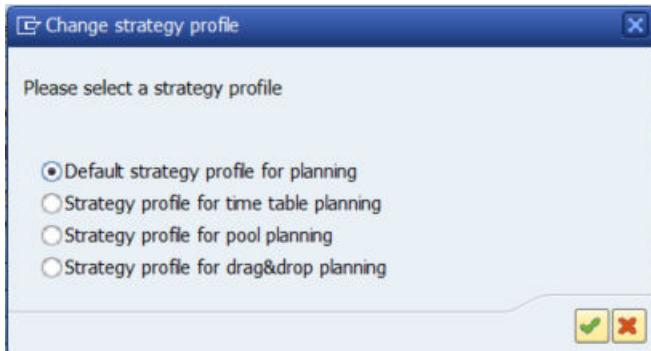 Change strategy profile
Please select a strategy profile
Default strategy profile for planning
Strategy profile for time table planning
Strategy profile for pool planning
Strategy profile for drag&drop planning